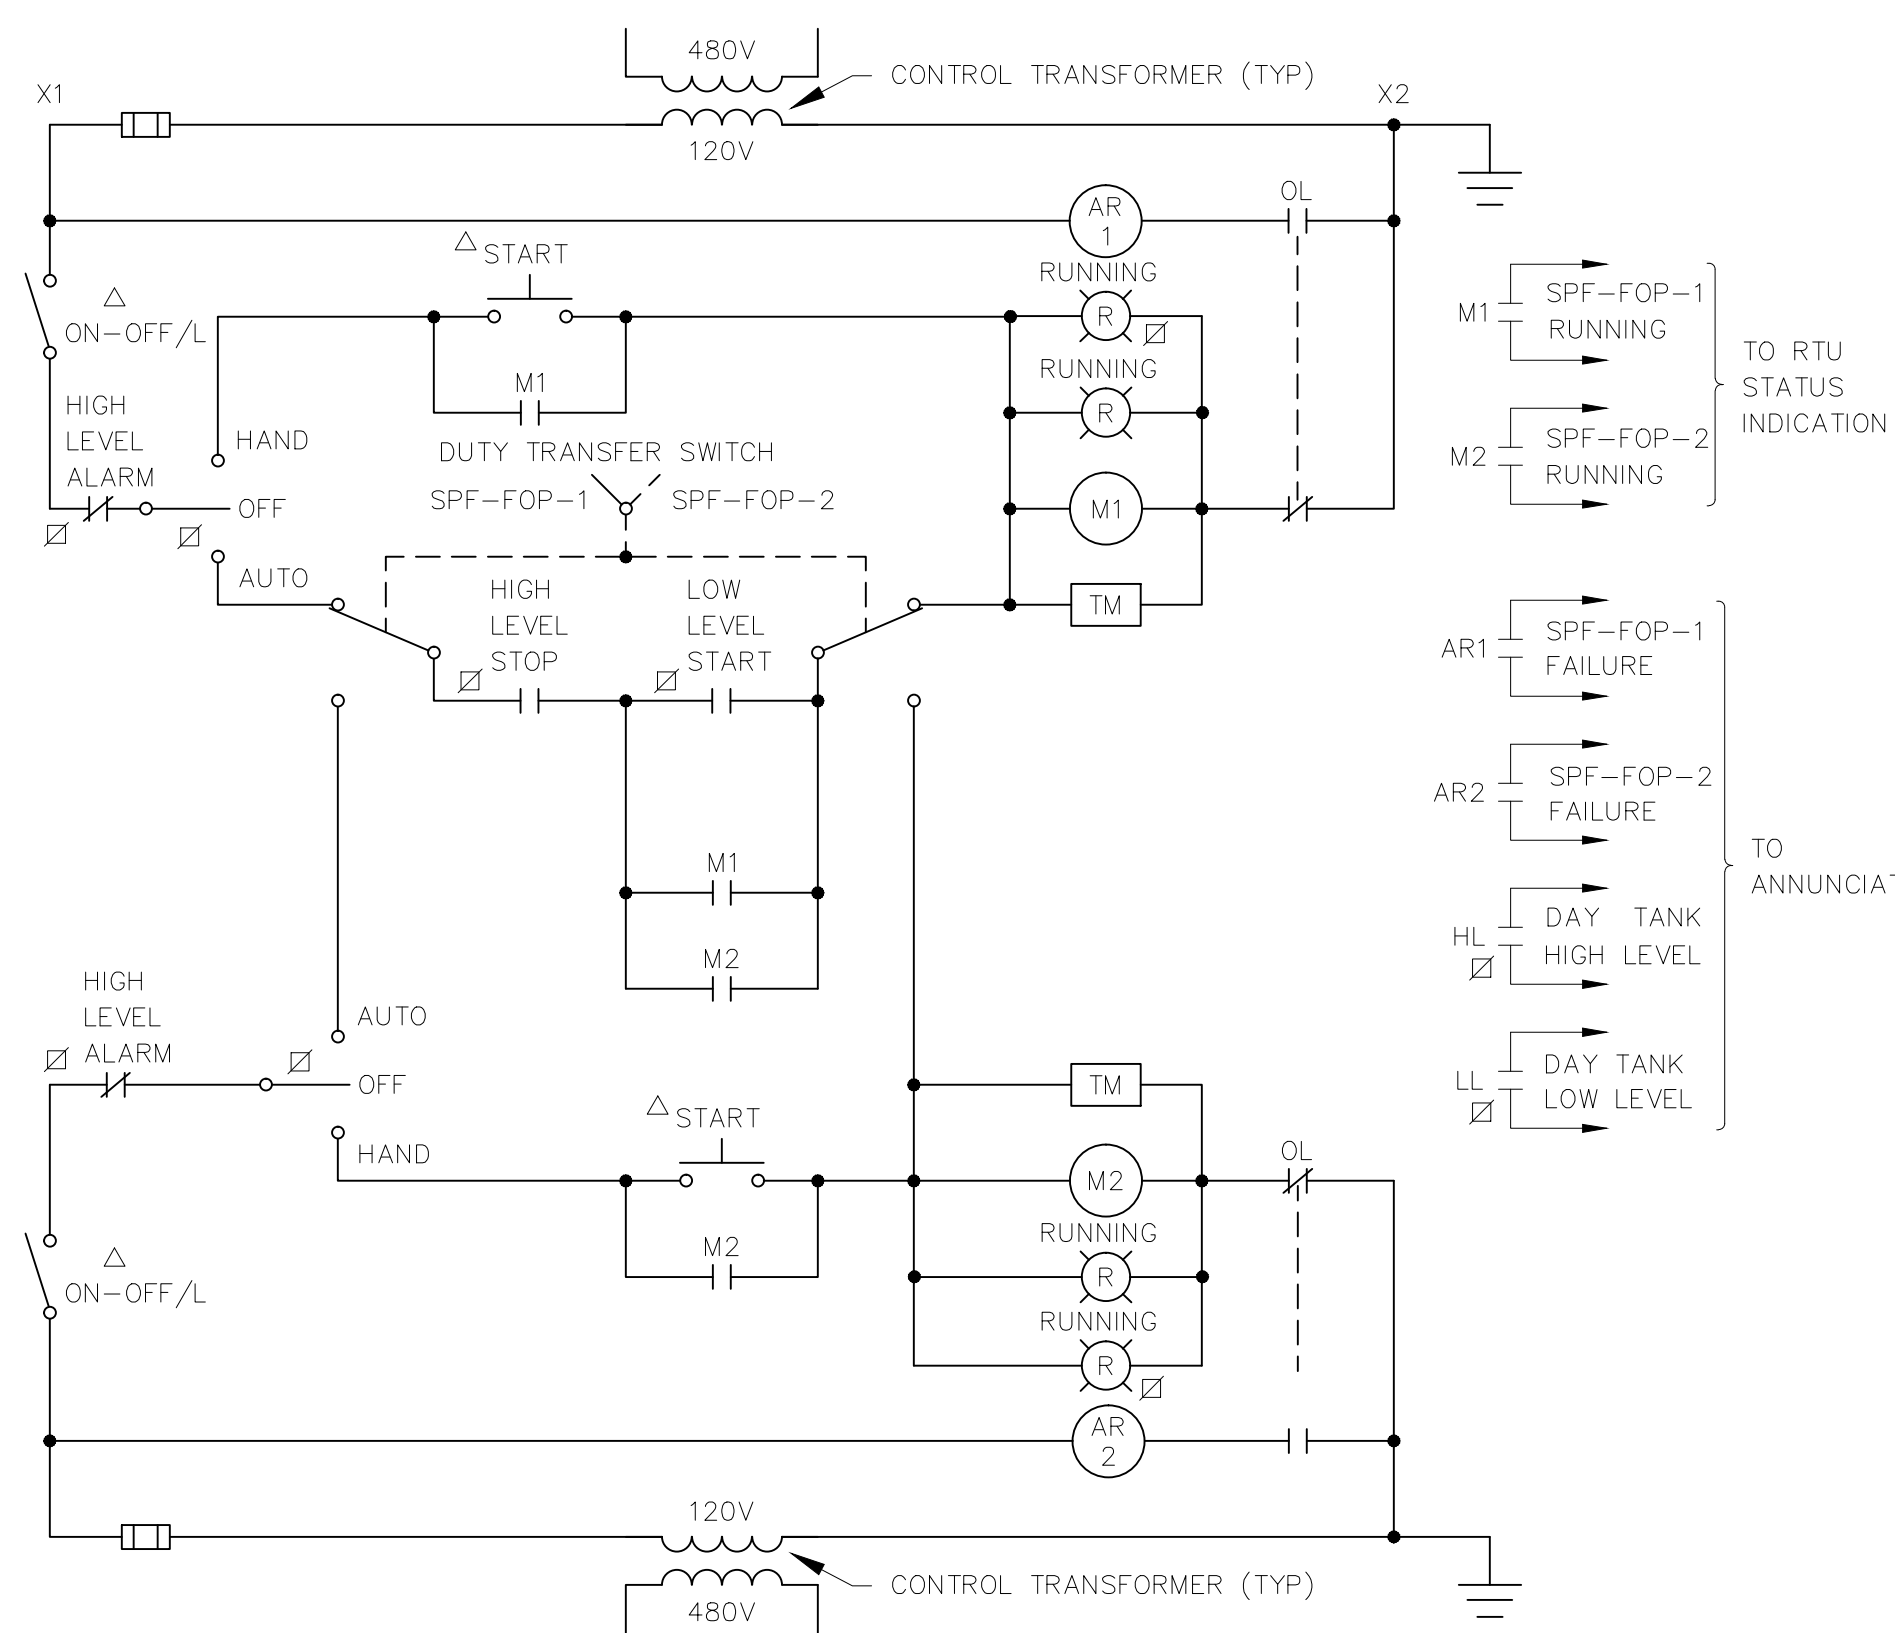 480V
CONTROL TRANSFORMER (TYP)
X1
X2
120V
AR
1
OL
START
RUNNING
R
ON-OFF/L
M1
SPF-FOP-1
RUNNING
TO RTU
STATUS
INDICATION
RUNNING
R
M1
HIGH
LEVEL
ALARM
HAND
OFF
AUTO
DUTY TRANSFER SWITCH
SPF-FOP-1
SPF-FOP-2
M1
M2
SPF-FOP-2
RUNNING
HIGH
LEVEL
STOP
LOW
LEVEL
START
TM
AR1
SPF-FOP-1
FAILURE
AR2
SPF-FOP-2
FAILURE
TO
ANNUNCIAT
M1
M2
HL
DAY TANK
HIGH LEVEL
HIGH
LEVEL
ALARM
AUTO
OFF
HAND
LL
DAY TANK
LOW LEVEL
TM
START
M2
OL
M2
RUNNING
R
ON-OFF/L
RUNNING
R
AR
2
120V
CONTROL TRANSFORMER (TYP)
480V